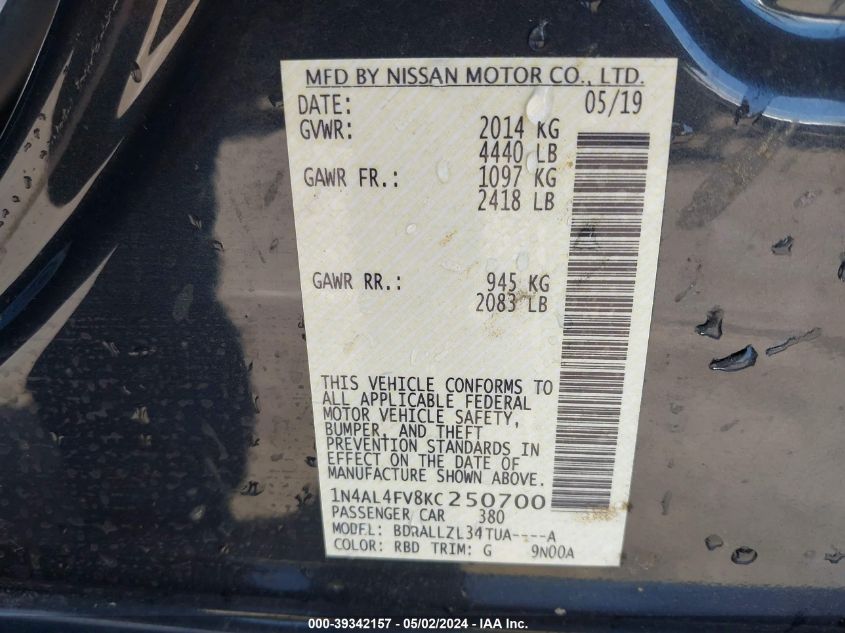 MFD BY NISSAN MOTOR CO., LTD.
DATE: 05/19
GVWR: 2014 KG
4440 LB
GAWR FR.: 1097 KG
2418 LB
GAWR RR.: 945 KG
2083 LB
THIS VEHICLE CONFORMS TO
ALL APPLICABLE FEDERAL
MOTOR VEHICLE SAFETY,
BUMPER, AND THEFT
PREVENTION STANDARDS IN
EFFECT ON THE DATE OF
MANUFACTURE SHOWN ABOVE.
1N4AL4FV8KC250700
PASSENGER CAR 380
MODEL: BDRALLZL34TUA----A
COLOR: RBD TRIM: G 9N00A
000-39342157 - 05/02/2024 - IAA Inc.